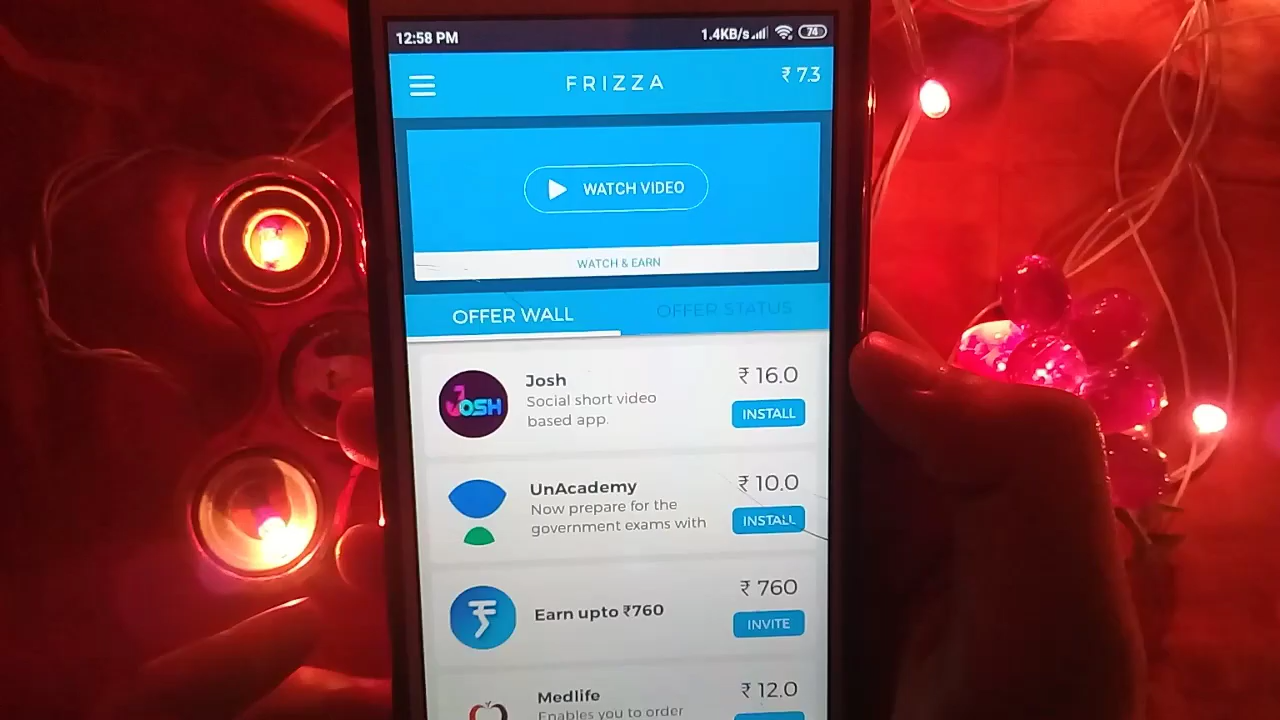 12:58 PM 1.4KB/s 74
FRIZZA ₹ 7.3
WATCH VIDEO
WATCH & EARN
OFFER WALL OFFER STATUS
JOSH
Josh
Social short video
based app.
₹ 16.0
INSTALL
UnAcademy
Now prepare for the
government exams with
₹ 10.0
INSTALL
Earn upto ₹760
₹ 760
INVITE
Medlife
Enables you to order
₹ 12.0